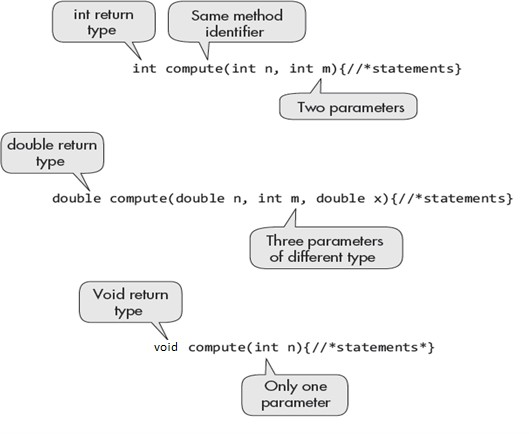 int return
type
Same method
identifier
int compute(int n, int m){//*statements}
Two parameters
double return
type
double compute(double n, int m, double x){//*statements}
Three parameters
of different type
Void return
type
void compute(int n){//*statements*}
Only one
parameter